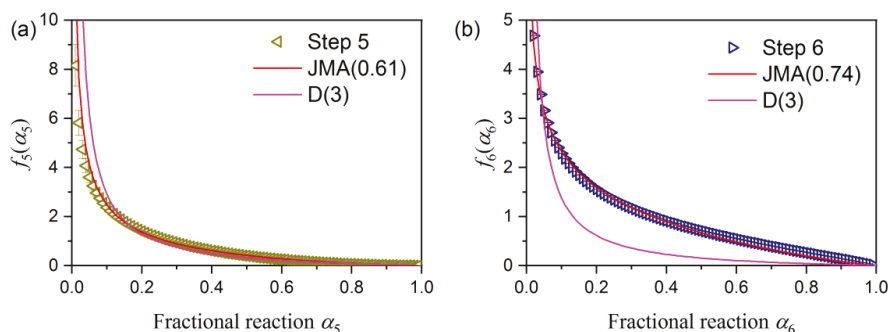 (a)
Step 5
JMA(0.61)
D(3)
f5(α5)
10
8
6
4
2
0
0.0 0.2 0.4 0.6 0.8 1.0
Fractional reaction α5
(b)
Step 6
JMA(0.74)
D(3)
f6(α6)
5
4
3
2
1
0
0.0 0.2 0.4 0.6 0.8 1.0
Fractional reaction α6